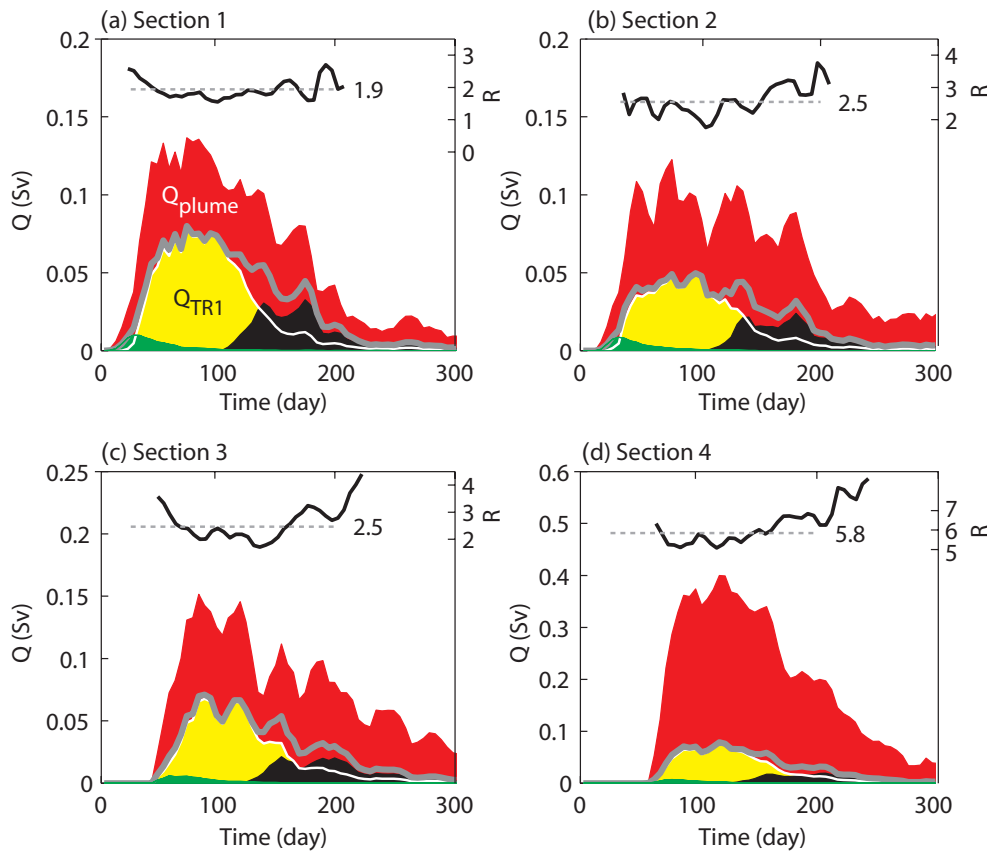 (a) Section 1
0.2
0.15
0.1
0.05
0
Q (Sv)
3
2
1
0
R
1.9
Q plume
Q TR1
0 100 200 300
Time (day)
(b) Section 2
0.2
0.15
0.1
0.05
0
Q (Sv)
4
3
2
R
2.5
0 100 200 300
Time (day)
(c) Section 3
0.25
0.2
0.15
0.1
0.05
0
Q (Sv)
4
3
2
R
2.5
0 100 200 300
Time (day)
(d) Section 4
0.6
0.5
0.4
0.3
0.2
0.1
0
Q (Sv)
7
6
5
R
5.8
0 100 200 300
Time (day)